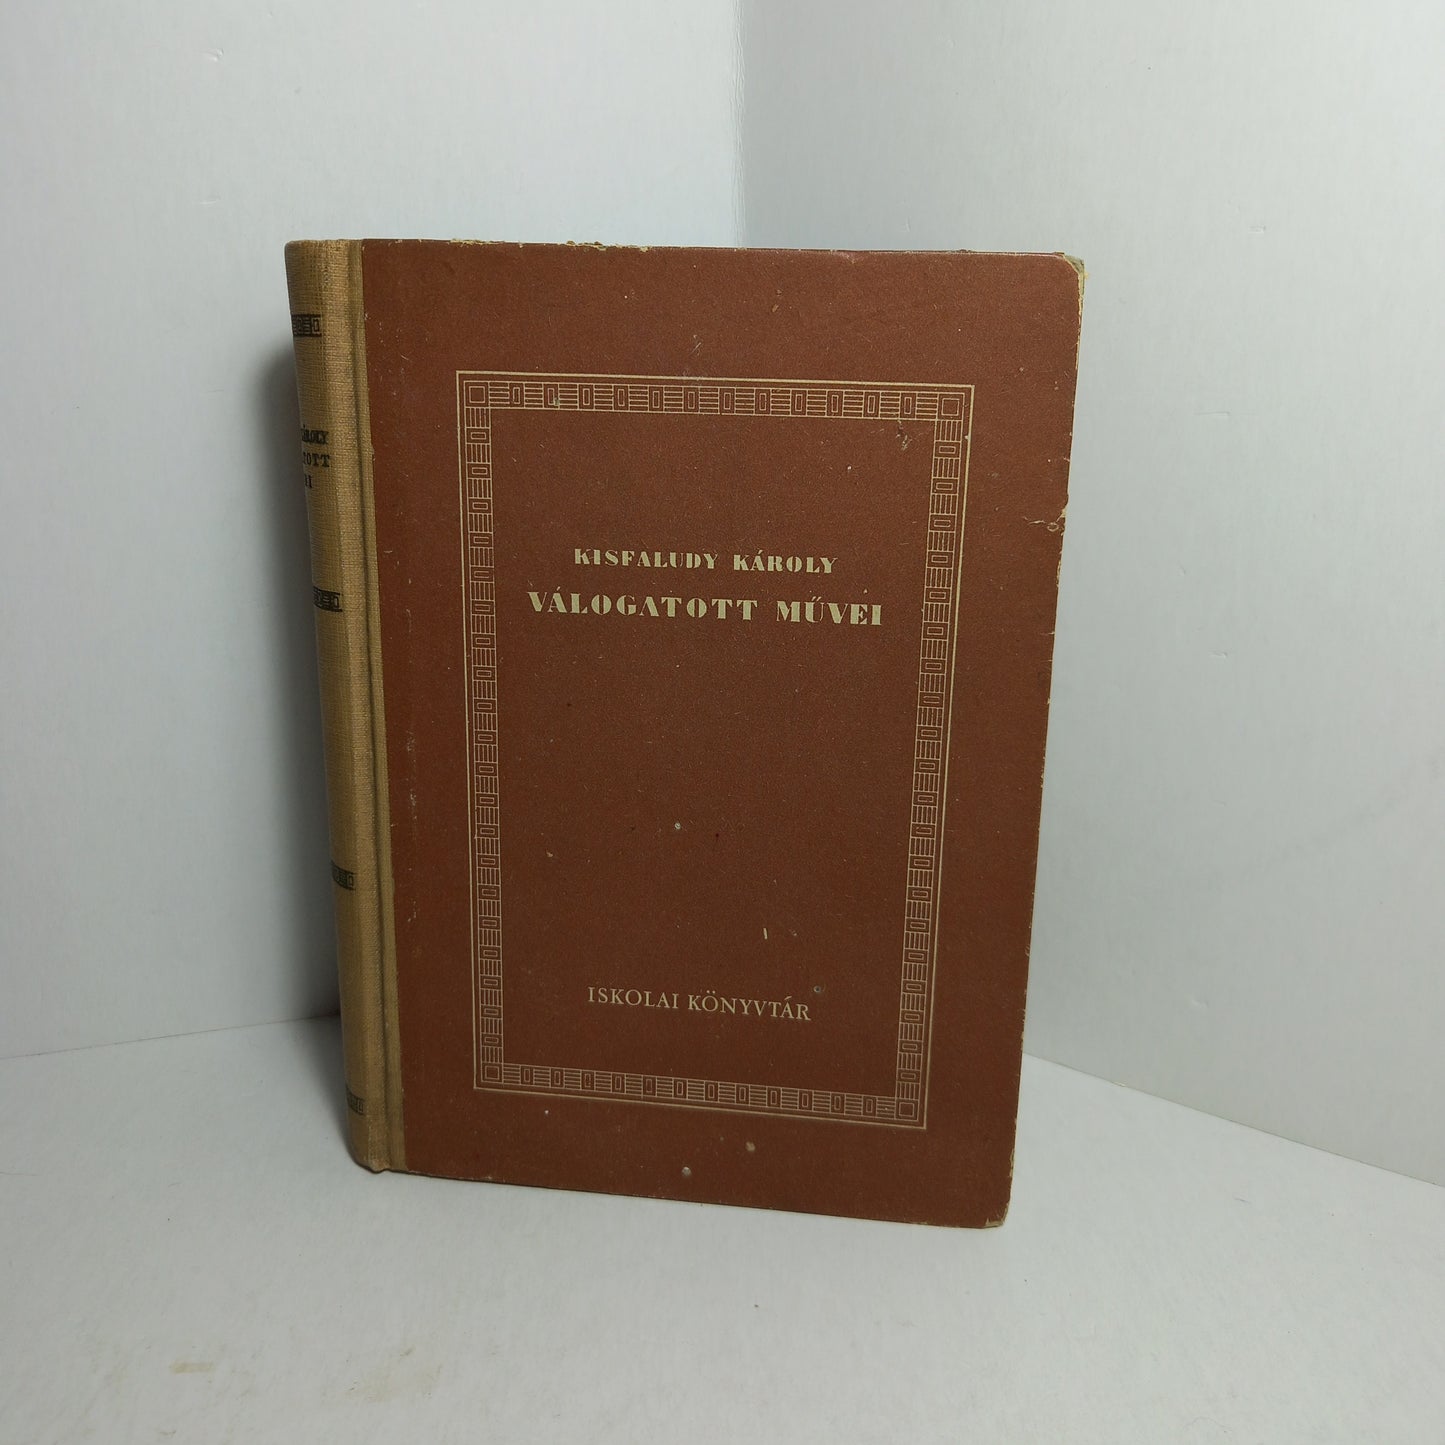 KISFALUDY KÁROLY
VÁLOGATOTT MŰVEI
ISKOLAI KÖNYVTÁR